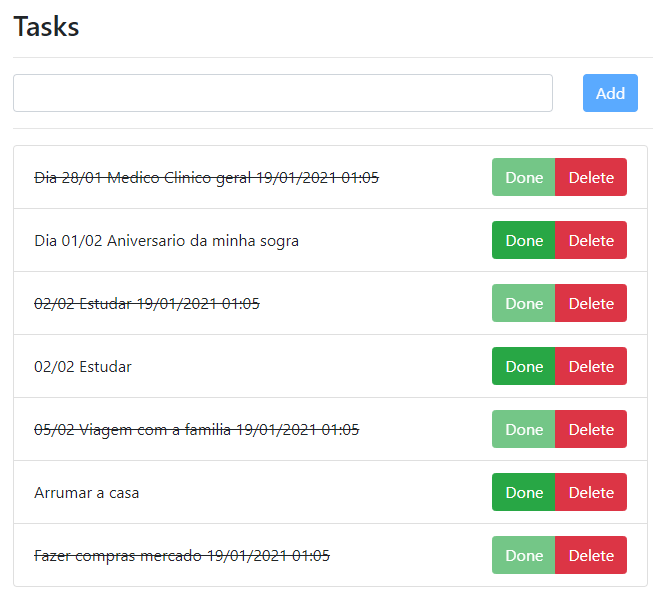 Tasks
Add
Dia 28/01 Medico Clinico geral 19/01/2021 01:05 Done Delete
Dia 01/02 Aniversario da minha sogra Done Delete
02/02 Estudar 19/01/2021 01:05 Done Delete
02/02 Estudar Done Delete
05/02 Viagem com a familia 19/01/2021 01:05 Done Delete
Arrumar a casa Done Delete
Fazer compras mercado 19/01/2021 01:05 Done Delete